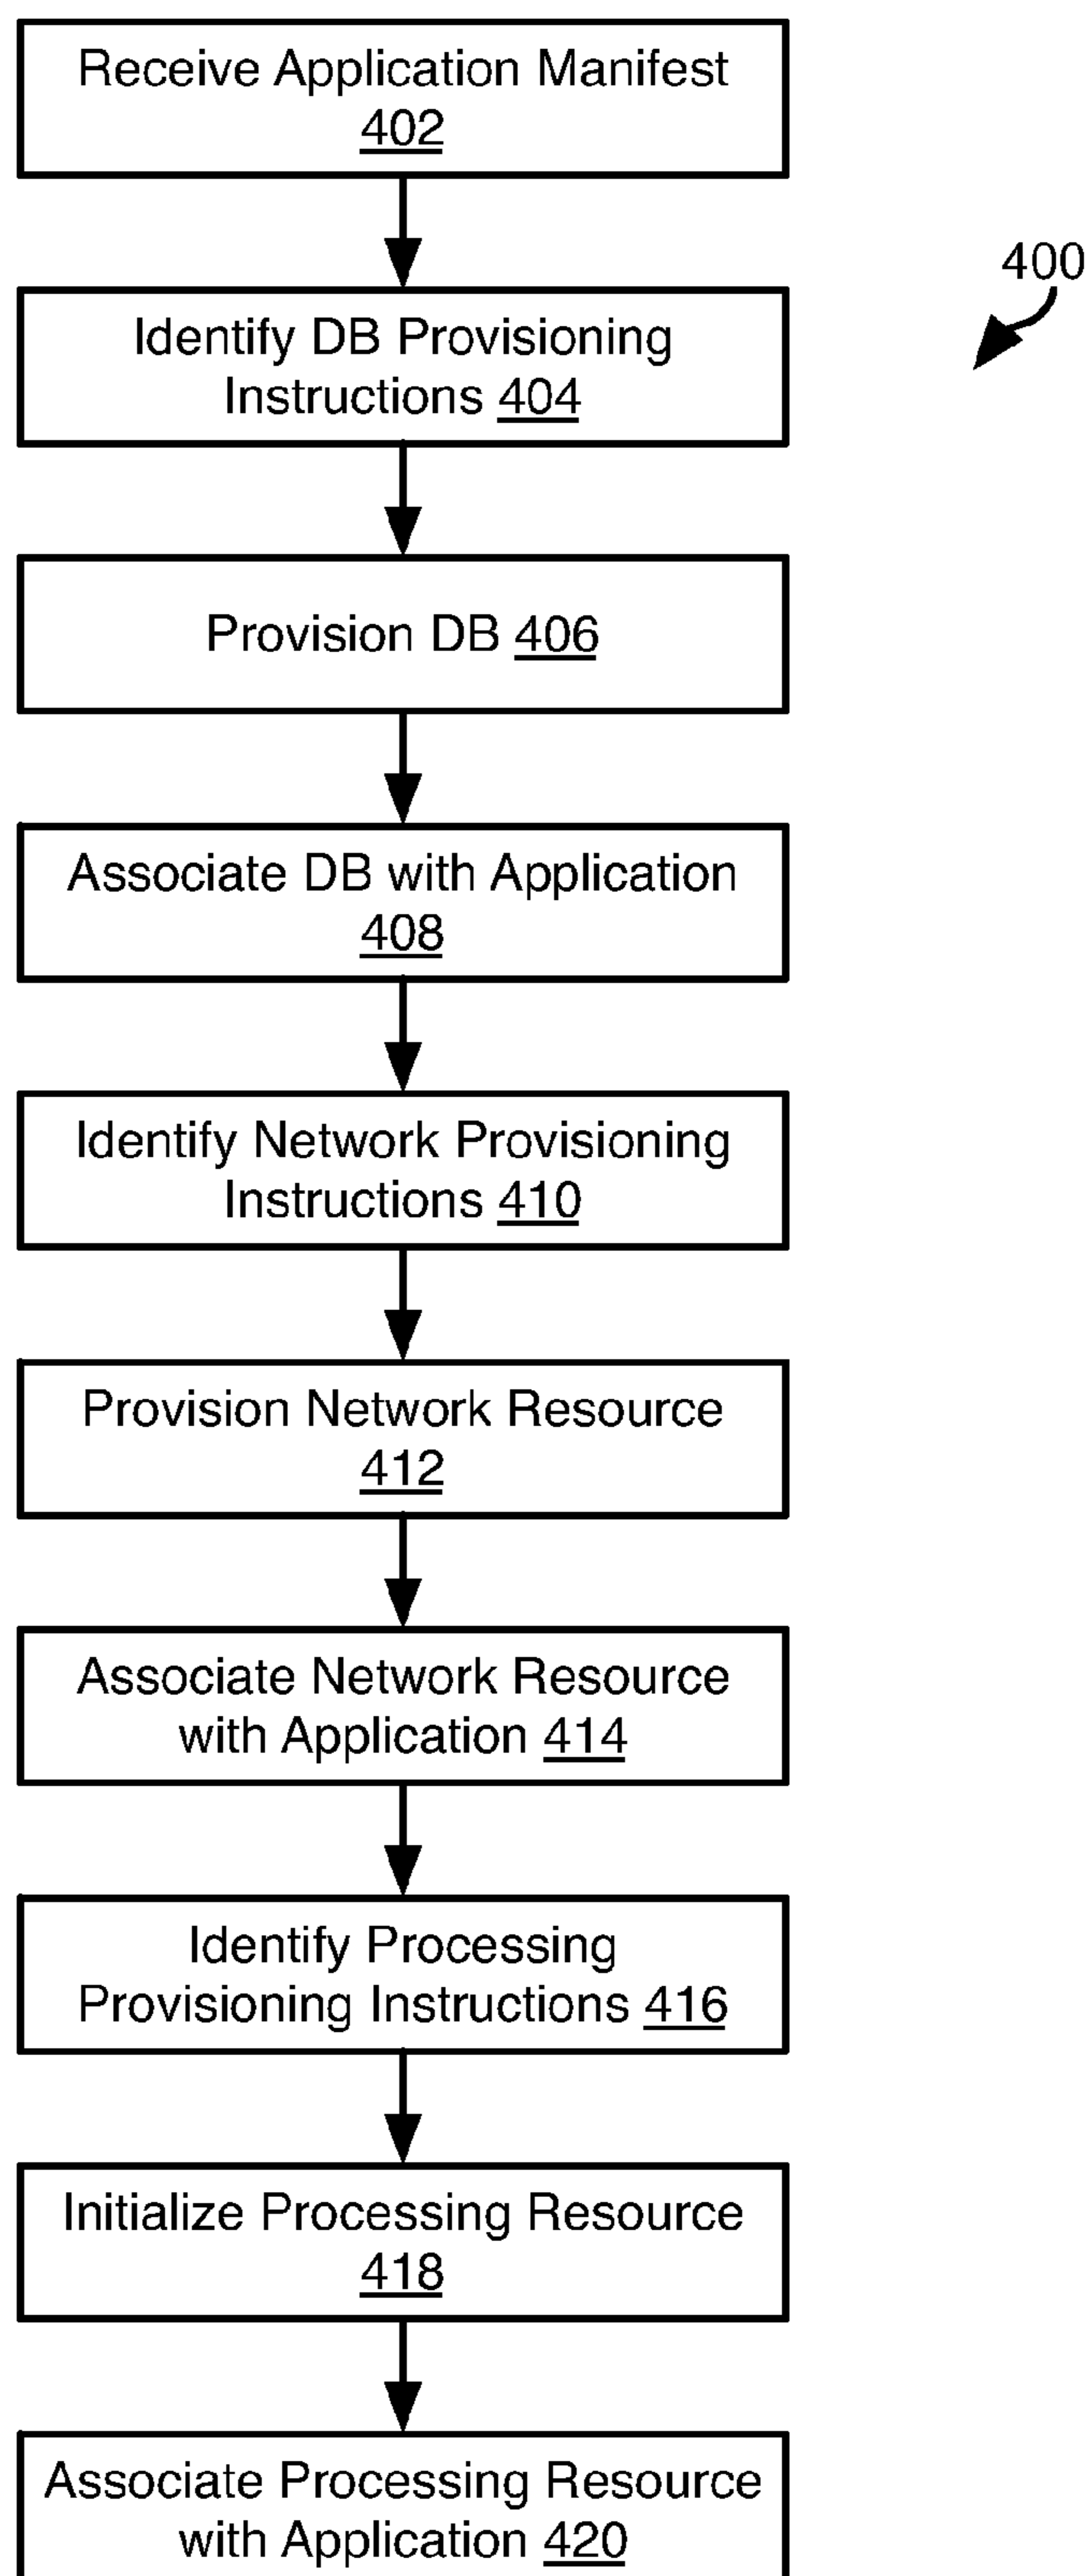 Receive Application Manifest
402
400
Identify DB Provisioning
Instructions 404
Provision DB 406
Associate DB with Application
408
Identify Network Provisioning
Instructions 410
Provision Network Resource
412
Associate Network Resource
with Application 414
Identify Processing
Provisioning Instructions 416
Initialize Processing Resource
418
Associate Processing Resource
with Application 420